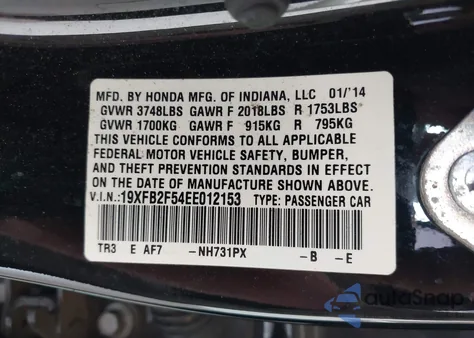 MFD. BY HONDA MFG. OF INDIANA, LLC 01/'14
GVWR 3748LBS GAWR F 2018LBS R 1753LBS
GVWR 1700KG GAWR F 915KG R 795KG
THIS VEHICLE CONFORMS TO ALL APPLICABLE
FEDERAL MOTOR VEHICLE SAFETY, BUMPER,
AND THEFT PREVENTION STANDARDS IN EFFECT
ON THE DATE OF MANUFACTURE SHOWN ABOVE.
V.I.N.:19XFB2F54EE012153 TYPE: PASSENGER CAR
TR3 E AF7 -NH731PX -B -E
AutoSnap